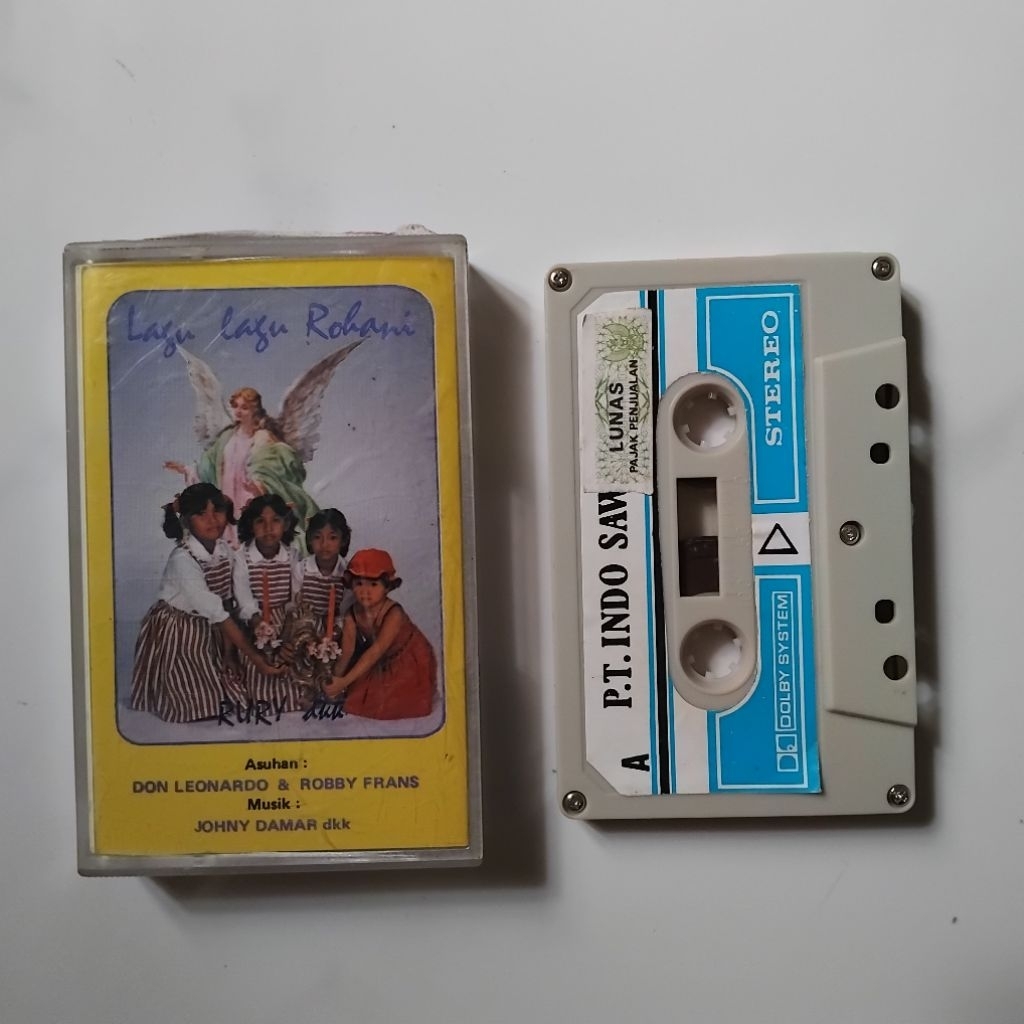 Lagu lagu Rohani
RURY dkk
Asuhan :
DON LEONARDO & ROBBY FRANS
Musik :
JOHNY DAMAR dkk
A
P.T. INDO SAW
LUNAS
PAJAK PENJUALAN
STEREO
DOLBY SYSTEM